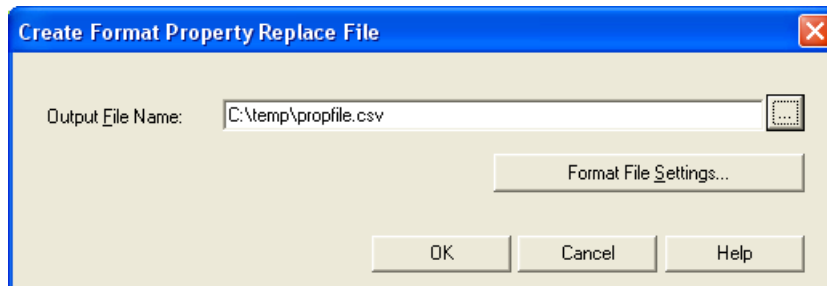 Create Format Property Replace File
Output File Name: C:\temp\propfile.csv ...
Format File Settings...
OK Cancel Help